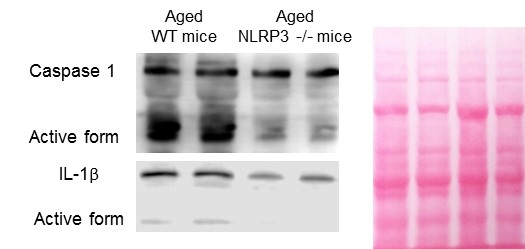 Aged Aged
WT mice NLRP3 -/- mice
Caspase 1
Active form
IL-1β
Active form